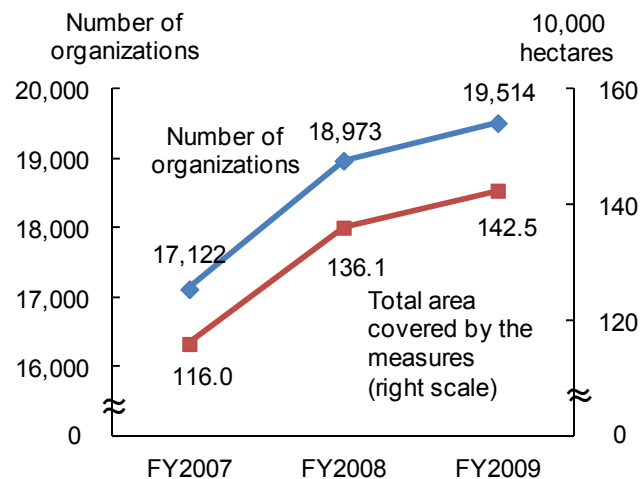 Number of
organizations
10,000
hectares
20,000
19,000
18,000
17,000
16,000
0
160
140
120
0
Number of
organizations
17,122
18,973
19,514
116.0
136.1
142.5
Total area
covered by the
measures
(right scale)
FY2007
FY2008
FY2009